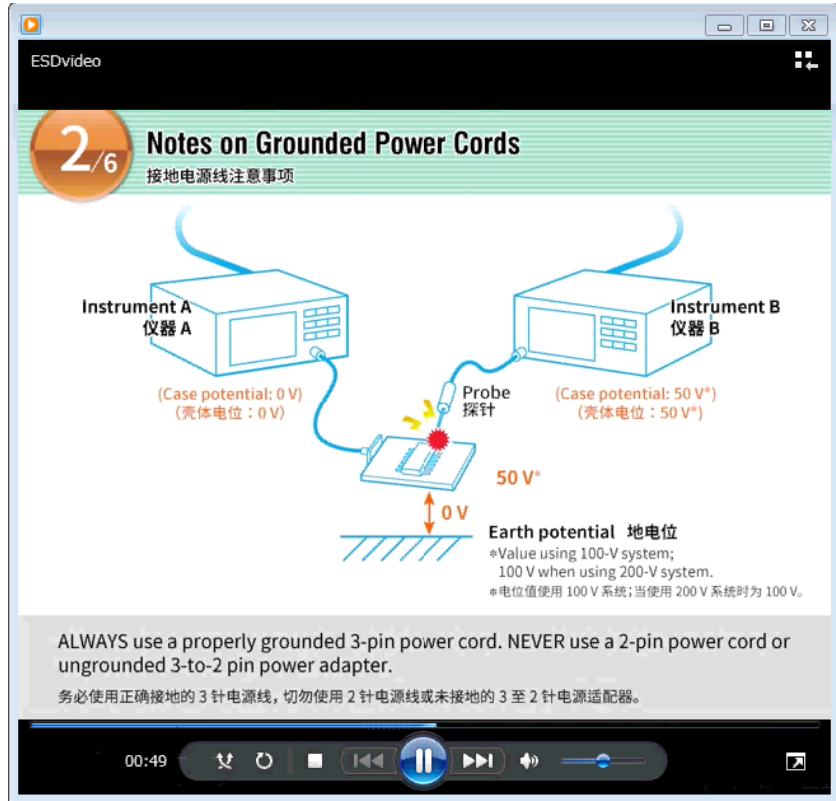 ESDvideo
2/6
Notes on Grounded Power Cords
接地电源线注意事项
Instrument A
仪器 A
Instrument B
仪器 B
(Case potential: 0 V)
（壳体电位：0 V）
Probe
探针
(Case potential: 50 V*)
（壳体电位：50 V*）
50 V*
0 V
Earth potential 地电位
*Value using 100-V system;
100 V when using 200-V system.
*电位值使用 100 V 系统；当使用 200 V 系统时为 100 V。
ALWAYS use a properly grounded 3-pin power cord. NEVER use a 2-pin power cord or
ungrounded 3-to-2 pin power adapter.
务必使用正确接地的 3 针电源线，切勿使用 2 针电源线或未接地的 3 至 2 针电源适配器。
00:49